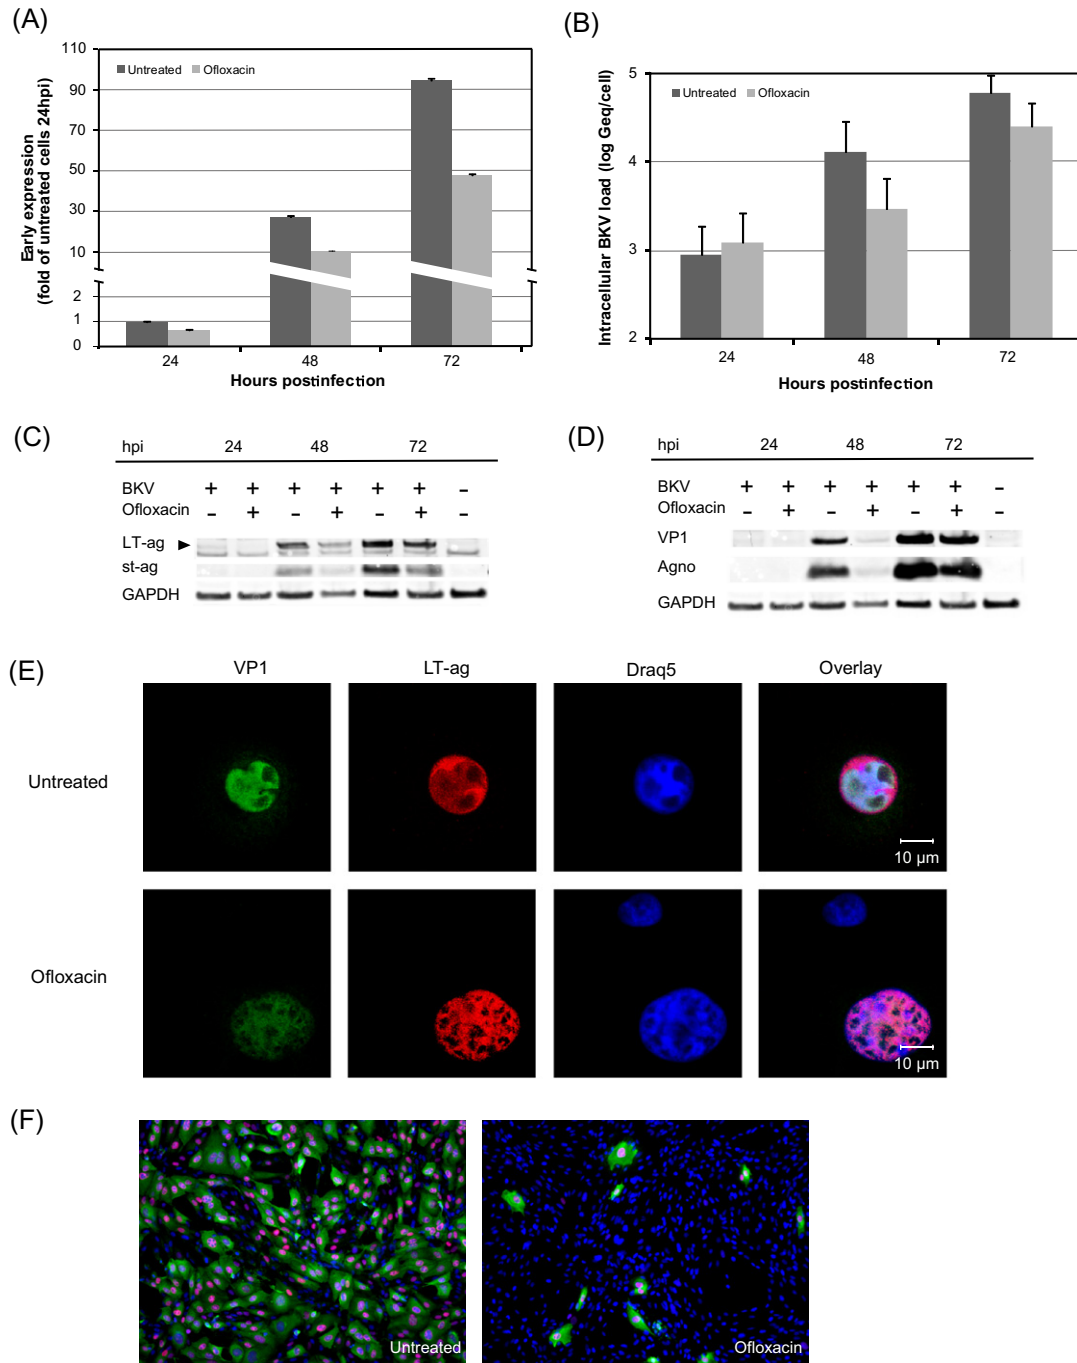 (A)
110
90
70
50
30
10
2
1
0
Untreated Ofloxacin
Early expression
(fold of untreated cells 24hpi)
24 48 72
Hours postinfection
(B)
5
4
3
2
Untreated Ofloxacin
Intracellular BKV load (log Geq/cell)
24 48 72
Hours postinfection
(C)
hpi 24 48 72
BKV + + + + + + –
Ofloxacin – + – + – + –
LT-ag
st-ag
GAPDH
(D)
hpi 24 48 72
BKV + + + + + + –
Ofloxacin – + – + – + –
VP1
Agno
GAPDH
(E)
VP1 LT-ag Draq5 Overlay
Untreated
10 µm
Ofloxacin
10 µm
(F)
Untreated
Ofloxacin